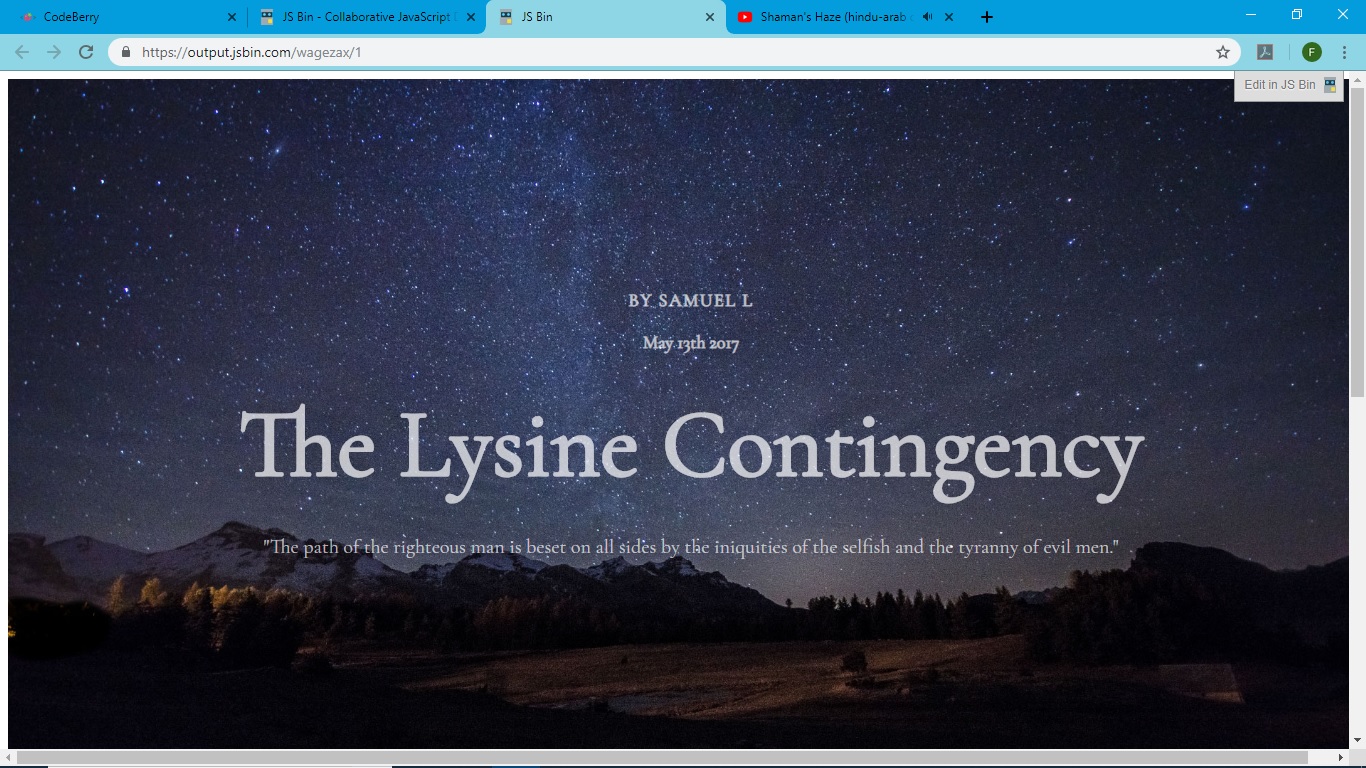 CodeBerry
JS Bin - Collaborative JavaScript
JS Bin
Shaman's Haze (hindu-arab
https://output.jsbin.com/wagezax/1
F
Edit in JS Bin
BY SAMUEL L
May 13th 2017
The Lysine Contingency
"The path of the righteous man is beset on all sides by the iniquities of the selfish and the tyranny of evil men."